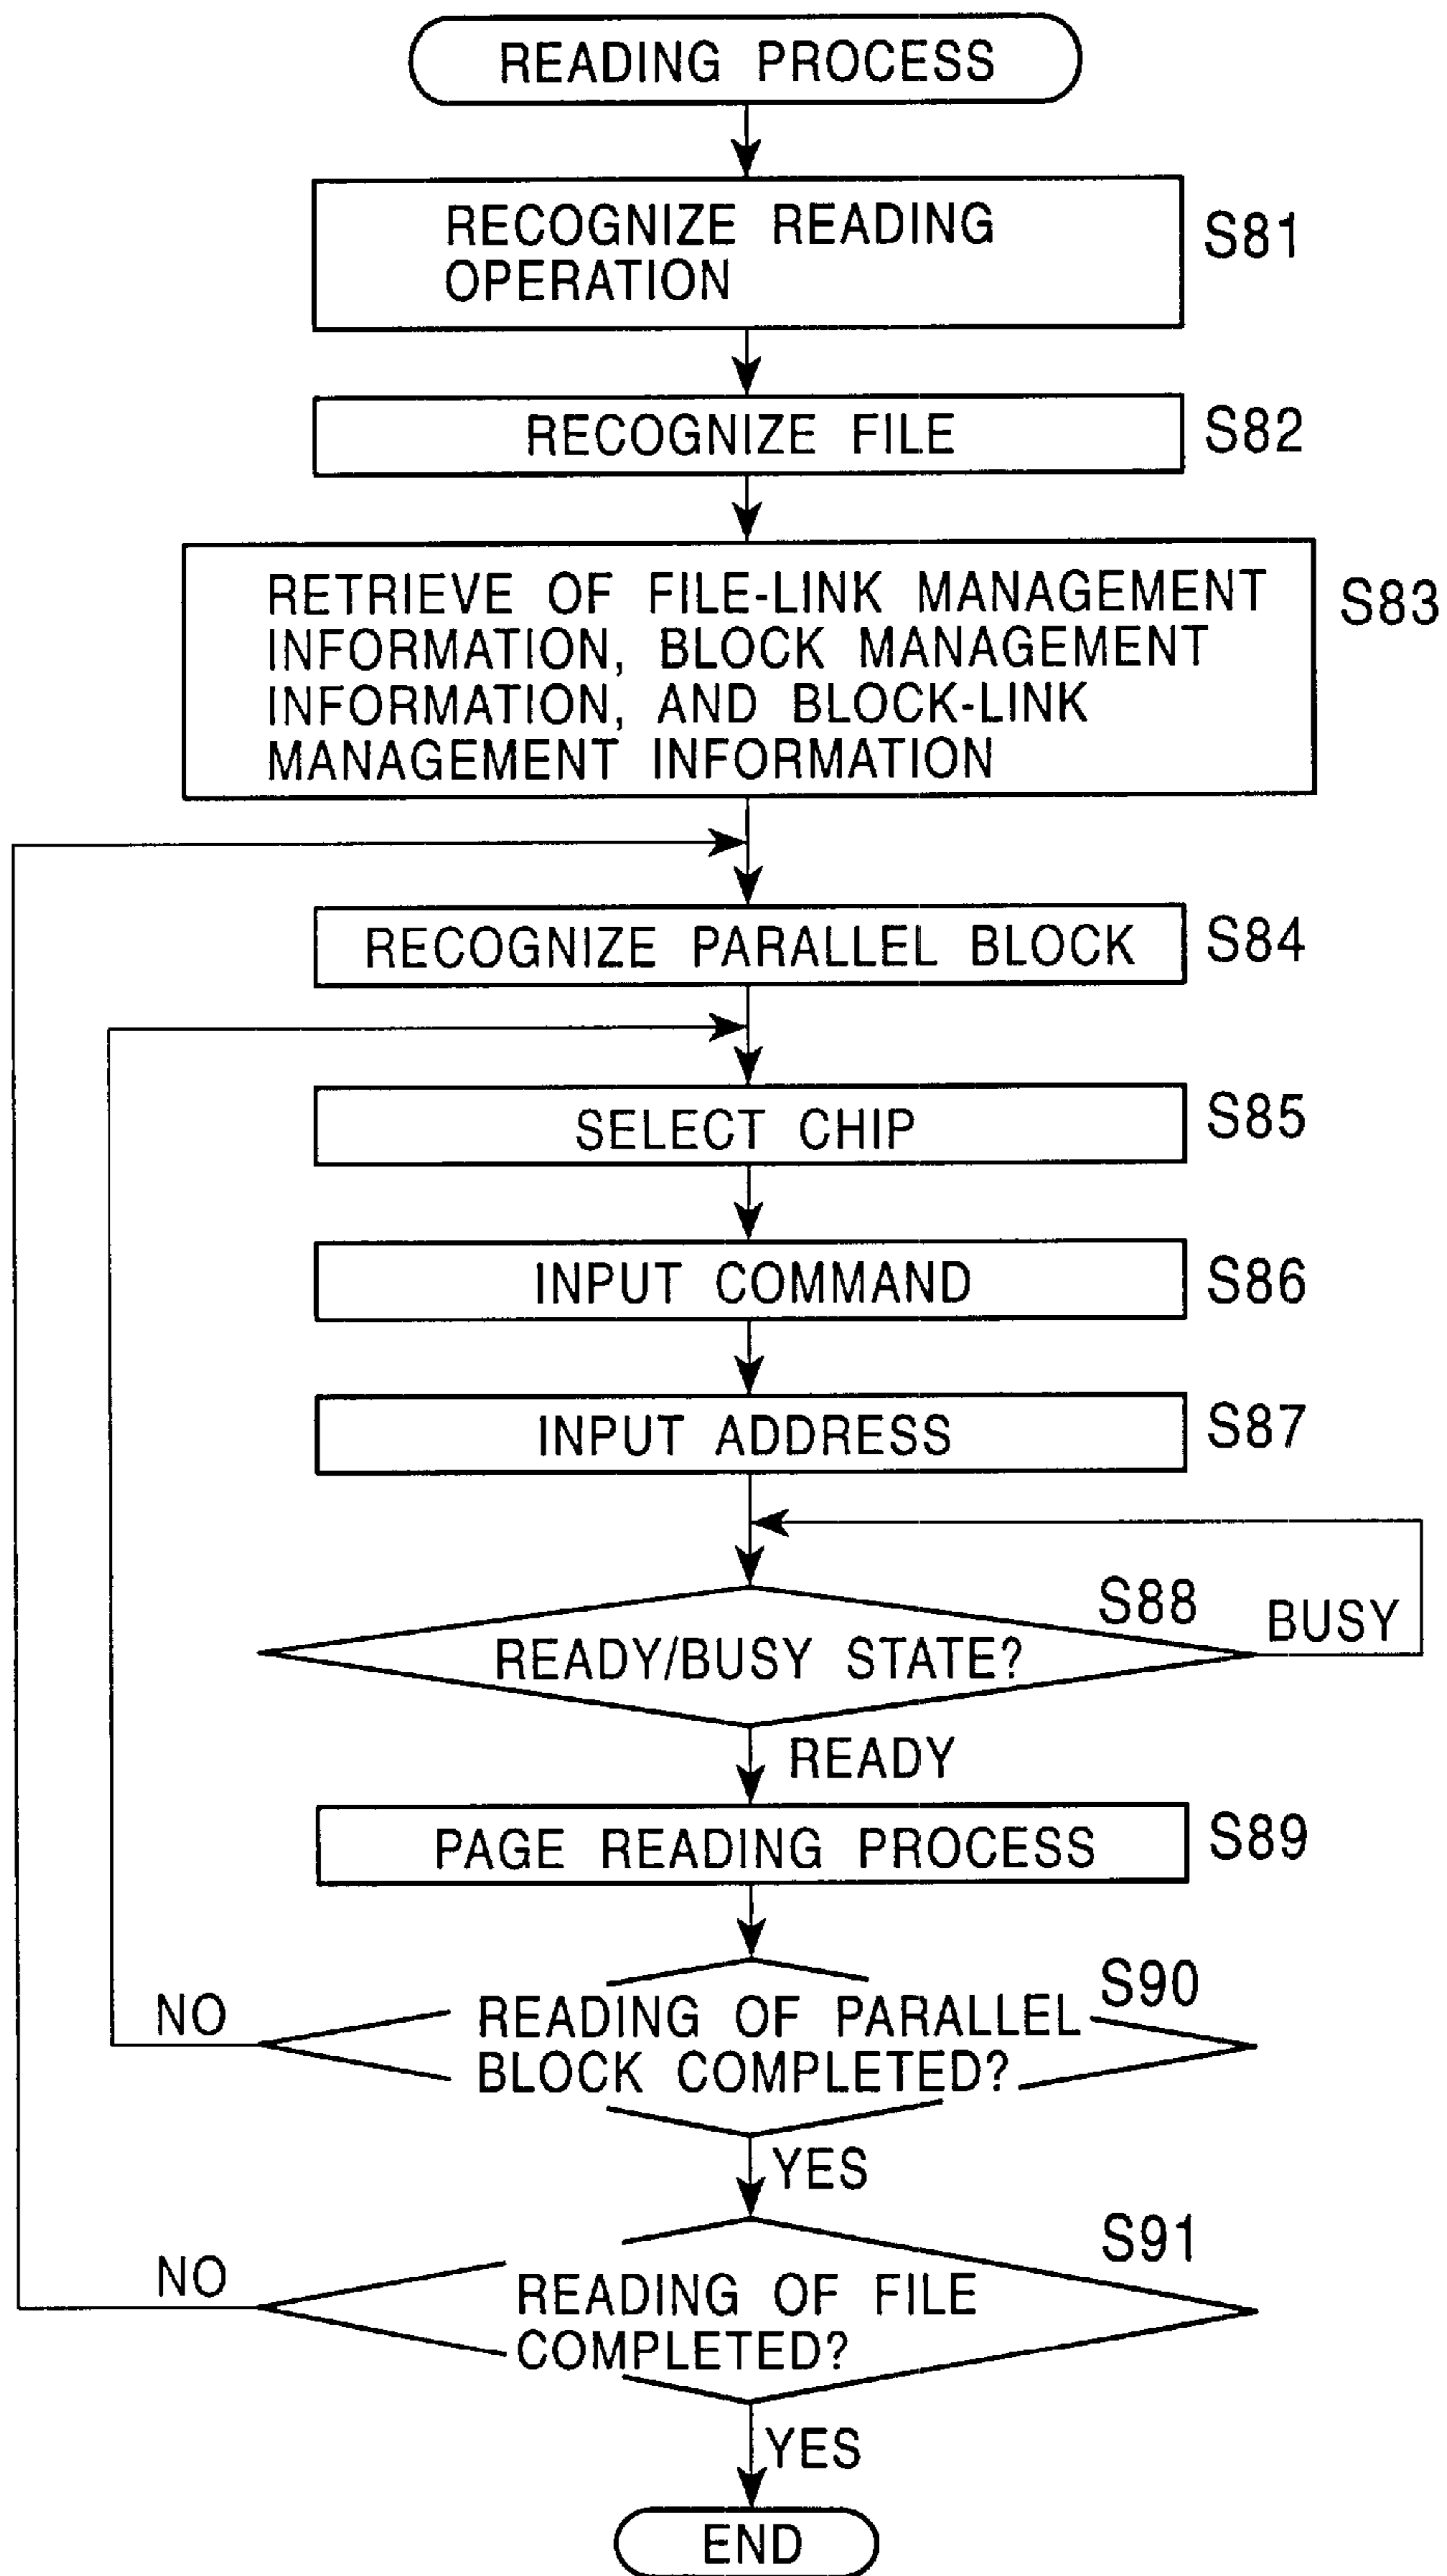 READING PROCESS
RECOGNIZE READING
OPERATION
S81
RECOGNIZE FILE
S82
RETRIEVE OF FILE-LINK MANAGEMENT
INFORMATION, BLOCK MANAGEMENT
INFORMATION, AND BLOCK-LINK
MANAGEMENT INFORMATION
S83
RECOGNIZE PARALLEL BLOCK
S84
SELECT CHIP
S85
INPUT COMMAND
S86
INPUT ADDRESS
S87
S88
READY/BUSY STATE?
BUSY
READY
PAGE READING PROCESS
S89
S90
NO
READING OF PARALLEL
BLOCK COMPLETED?
YES
S91
NO
READING OF FILE
COMPLETED?
YES
END